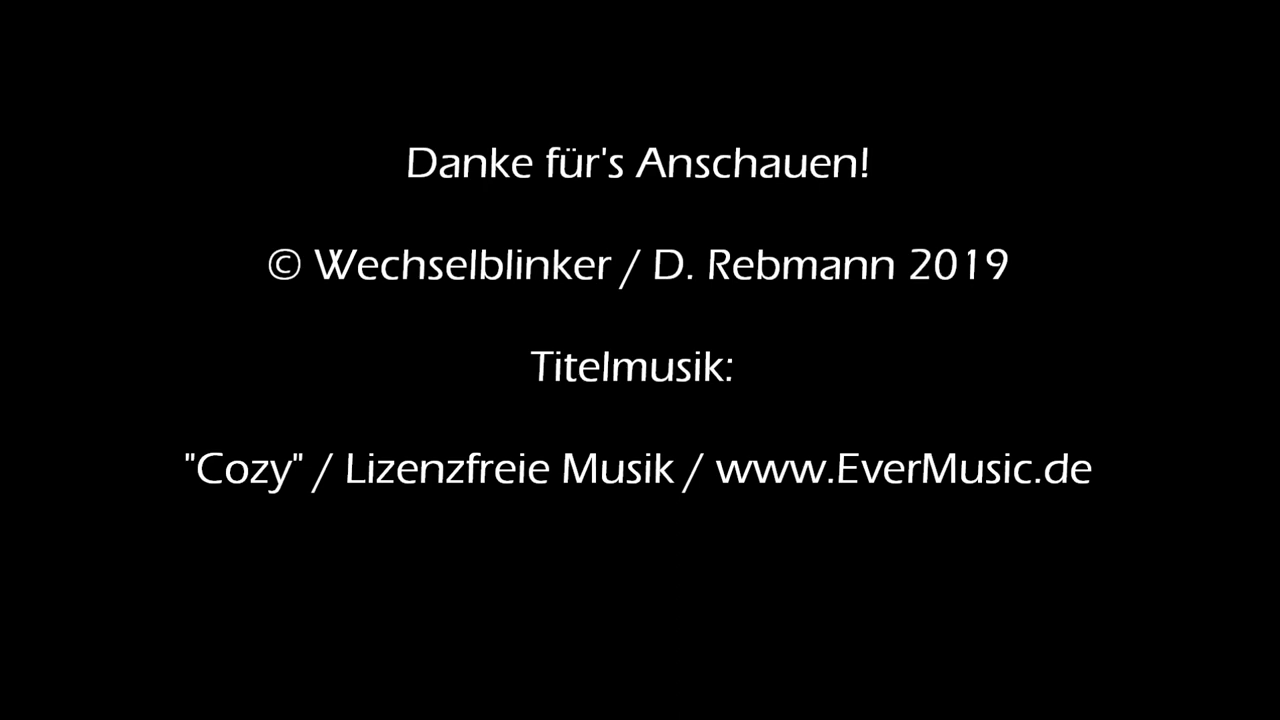 Danke für's Anschauen!
© Wechselblinker / D. Rebmann 2019
Titelmusik:
"Cozy" / Lizenzfreie Musik / www.EverMusic.de